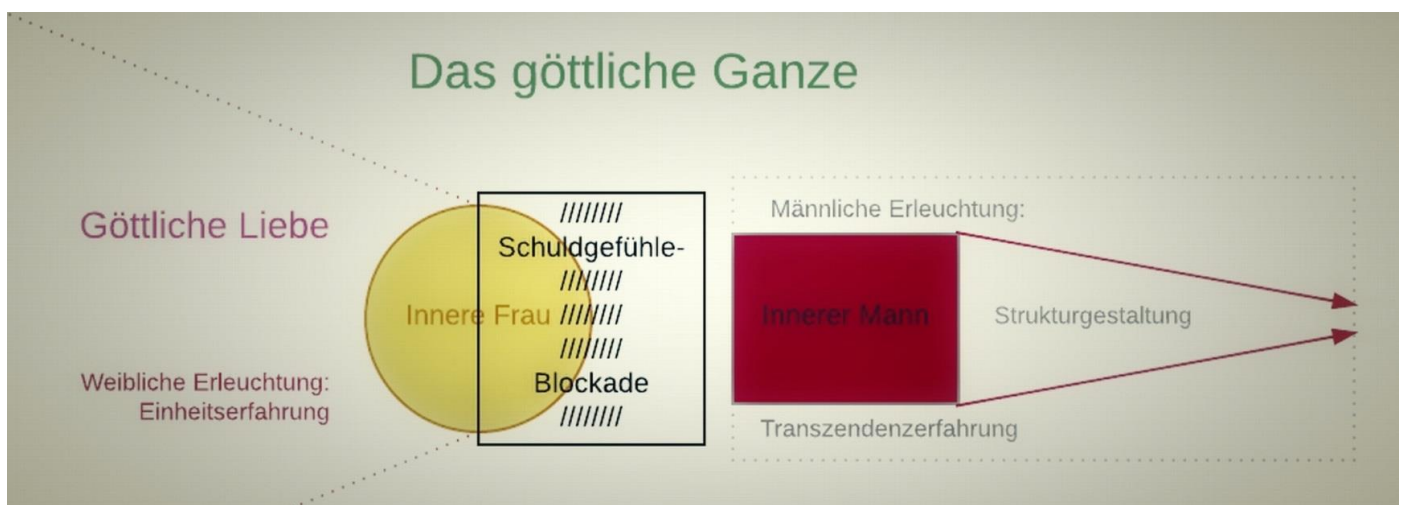 Das göttliche Ganze
Göttliche Liebe
Weibliche Erleuchtung:
Einheitserfahrung
Innere Frau
////////
Schuldgefühle-
////////
////////
////////
Blockade
////////
Männliche Erleuchtung:
Innerer Mann
Strukturgestaltung
Transzendenzerfahrung